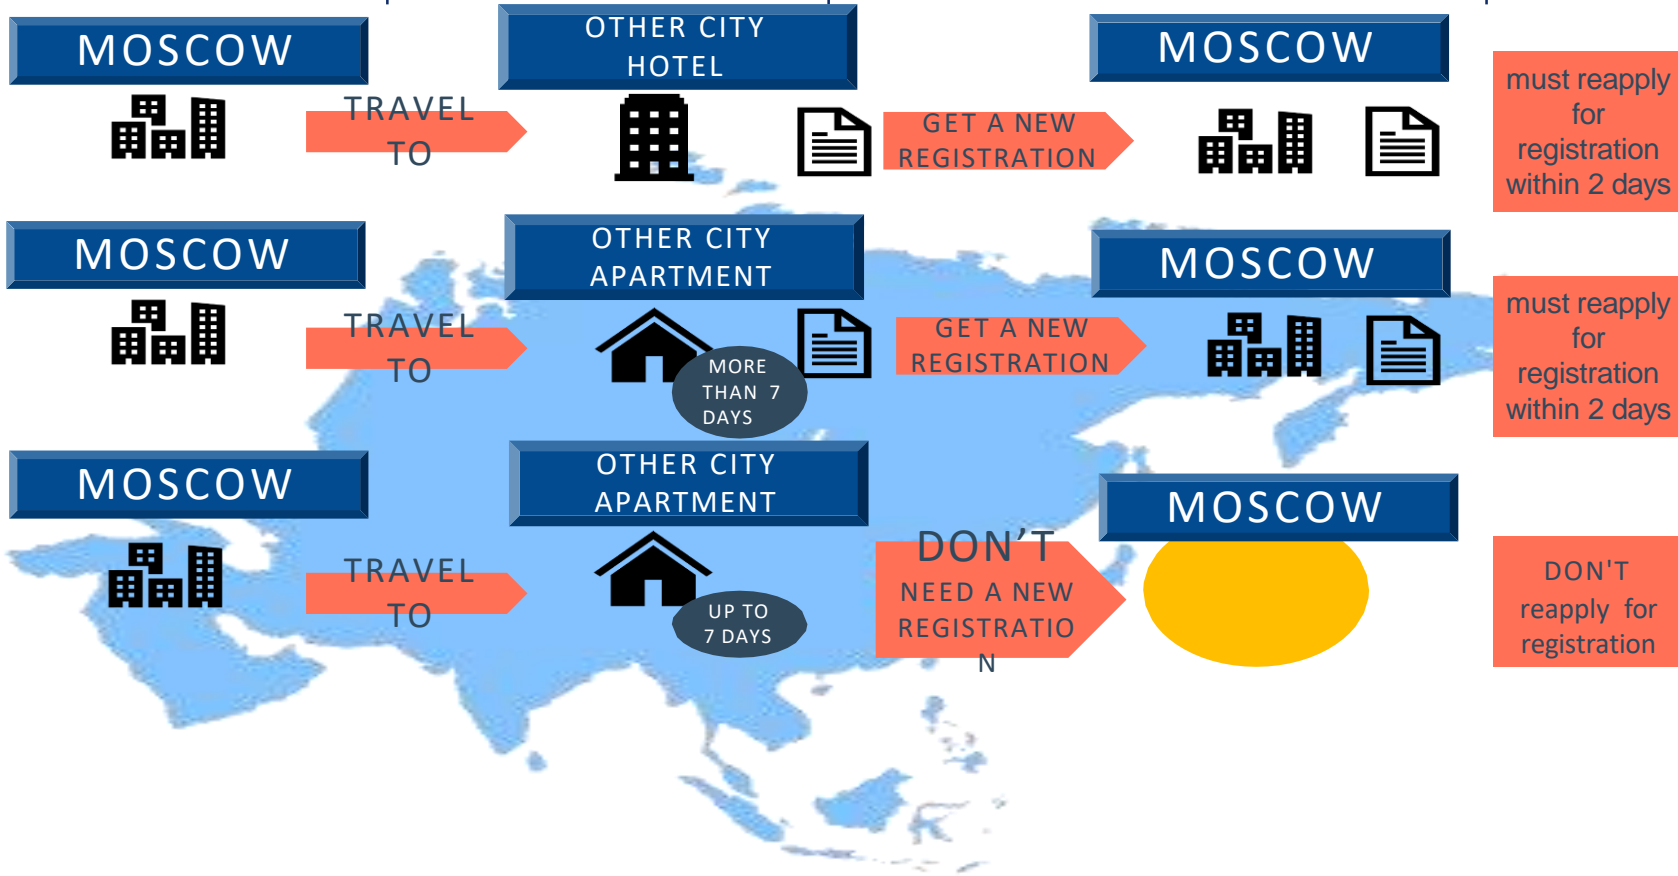 MOSCOW
TRAVEL
TO
OTHER CITY
HOTEL
GET A NEW
REGISTRATION
MOSCOW
must reapply
for
registration
within 2 days
MOSCOW
TRAVEL
TO
OTHER CITY
APARTMENT
MORE
THAN 7
DAYS
GET A NEW
REGISTRATION
MOSCOW
must reapply
for
registration
within 2 days
MOSCOW
TRAVEL
TO
OTHER CITY
APARTMENT
UP TO
7 DAYS
DON'T
NEED A NEW
REGISTRATIO
N
MOSCOW
DON'T
reapply for
registration